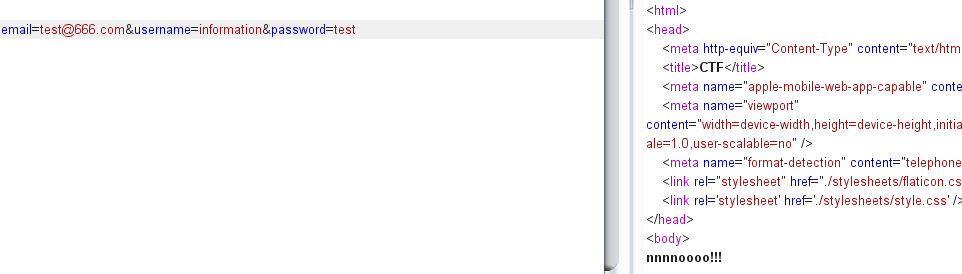 email=test@666.com&username=information&password=test
<html>
<head>
<meta http-equiv="Content-Type" content="text/htm
<title>CTF</title>
<meta name="apple-mobile-web-app-capable" conte
<meta name="viewport"
content="width=device-width,height=device-height,initia
ale=1.0,user-scalable=no" />
<meta name="format-detection" content="telephone
<link rel="stylesheet" href="./stylesheets/flaticon.cs
<link rel='stylesheet' href='./stylesheets/style.css' />
</head>
<body>
nnnnoooo!!!